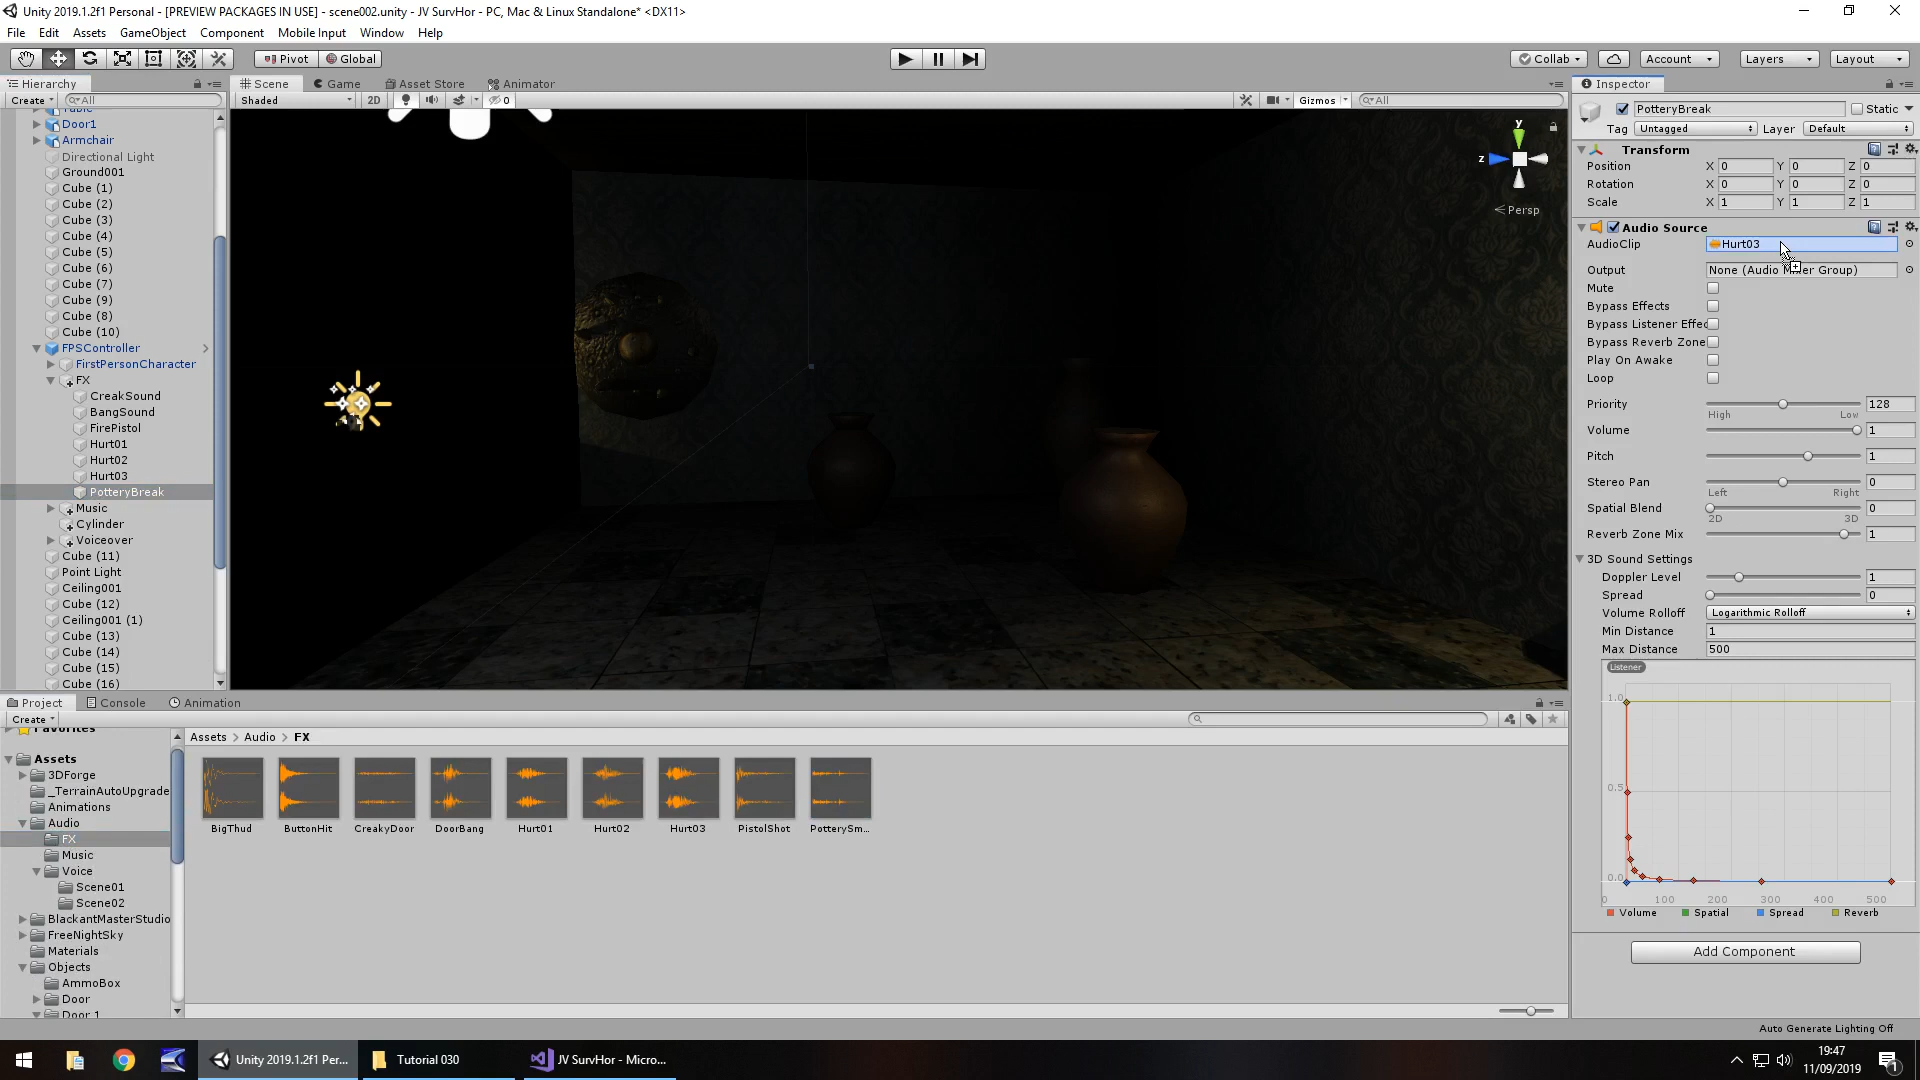 Unity 2019.1.2f1 Personal - [PREVIEW PACKAGES IN USE] - scene002.unity - JV SurvHor - PC, Mac & Linux Standalone* <DX11>
File Edit Assets GameObject Component Mobile Input Window Help
Pivot Global Collab Account Layers Layout
Hierarchy
Create All
Door1
Armchair
Directional Light
Ground001
Cube (1)
Cube (2)
Cube (3)
Cube (4)
Cube (5)
Cube (6)
Cube (7)
Cube (9)
Cube (8)
Cube (10)
FPSController
FirstPersonCharacter
FX
CreakSound
BangSound
FirePistol
Hurt01
Hurt02
Hurt03
PotteryBreak
Music
Cylinder
Voiceover
Cube (11)
Point Light
Ceiling001
Cube (12)
Ceiling001 (1)
Cube (13)
Cube (14)
Cube (15)
Cube (16)
Scene Game Asset Store Animator
Shaded 2D 0 Gizmos All
y
z
Persp
Inspector
PotteryBreak Static
Tag Untagged Layer Default
Transform
Position X 0 Y 0 Z 0
Rotation X 0 Y 0 Z 0
Scale X 1 Y 1 Z 1
Audio Source
AudioClip Hurt03
Output None (Audio Mixer Group)
Mute
Bypass Effects
Bypass Listener Effec
Bypass Reverb Zone
Play On Awake
Loop
Priority 128
High Low
Volume 1
Pitch 1
Stereo Pan 0
Left Right
Spatial Blend 0
2D 3D
Reverb Zone Mix 1
3D Sound Settings
Doppler Level 1
Spread 0
Volume Rolloff Logarithmic Rolloff
Min Distance 1
Max Distance 500
Listener
1.0
0.5
0.0
0 100 200 300 400 500
Volume Spatial Spread Reverb
Add Component
Project Console Animation
Create
Favorites
Assets
3DForge
_TerrainAutoUpgrade
Animations
Audio
FX
Music
Voice
Scene01
Scene02
BlackantMasterStudio
FreeNightSky
Materials
Objects
AmmoBox
Door
Door 1
Assets > Audio > FX
BigThud ButtonHit CreakyDoor DoorBang Hurt01 Hurt02 Hurt03 PistolShot PotterySm...
Auto Generate Lighting Off
Unity 2019.1.2f1 Per... Tutorial 030 JV SurvHor - Micro...
19:47
11/09/2019
1